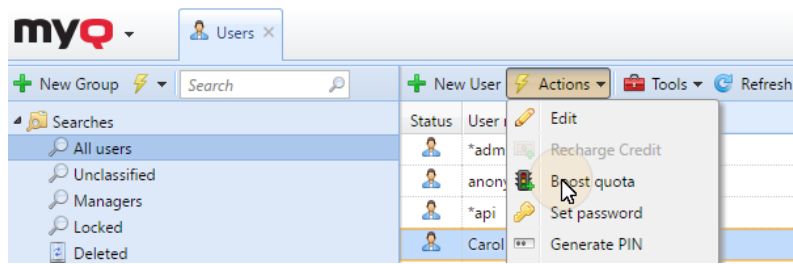 myQ
Users
New Group
Search
New User Actions Tools Refresh
Searches
All users
Unclassified
Managers
Locked
Deleted
Status User
*adm
anony
*api
Carol
Edit
Recharge Credit
Boost quota
Set password
Generate PIN